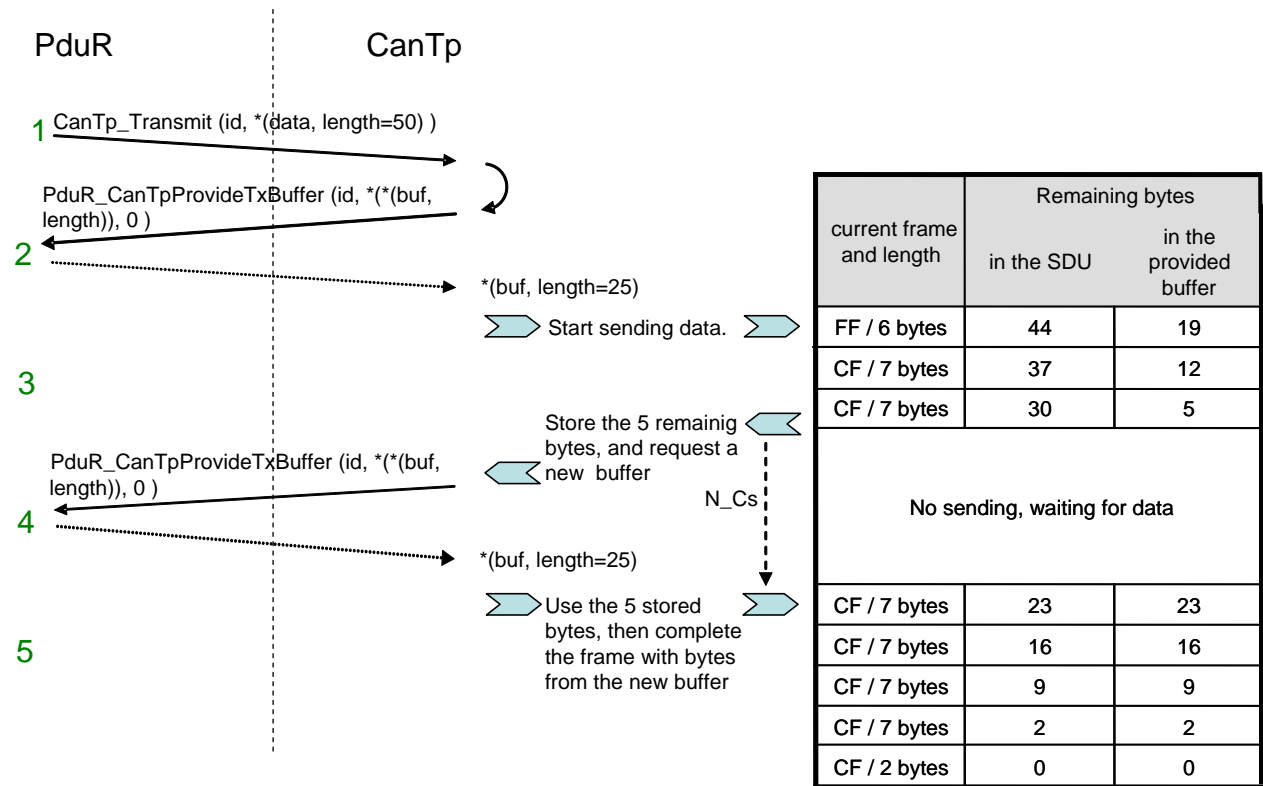 PduR
CanTp
1
CanTp_Transmit (id, *(data, length=50) )
PduR_CanTpProvideTxBuffer (id, *(*(buf,
length)), 0 )
2
*(buf, length=25)
Start sending data.
3
Store the 5 remainig
bytes, and request a
new buffer
PduR_CanTpProvideTxBuffer (id, *(*(buf,
length)), 0 )
N_Cs
4
*(buf, length=25)
Use the 5 stored
bytes, then complete
the frame with bytes
from the new buffer
5
current frame
and length
Remaining bytes
in the SDU
in the
provided
buffer
FF / 6 bytes 44 19
CF / 7 bytes 37 12
CF / 7 bytes 30 5
No sending, waiting for data
CF / 7 bytes 23 23
CF / 7 bytes 16 16
CF / 7 bytes 9 9
CF / 7 bytes 2 2
CF / 2 bytes 0 0